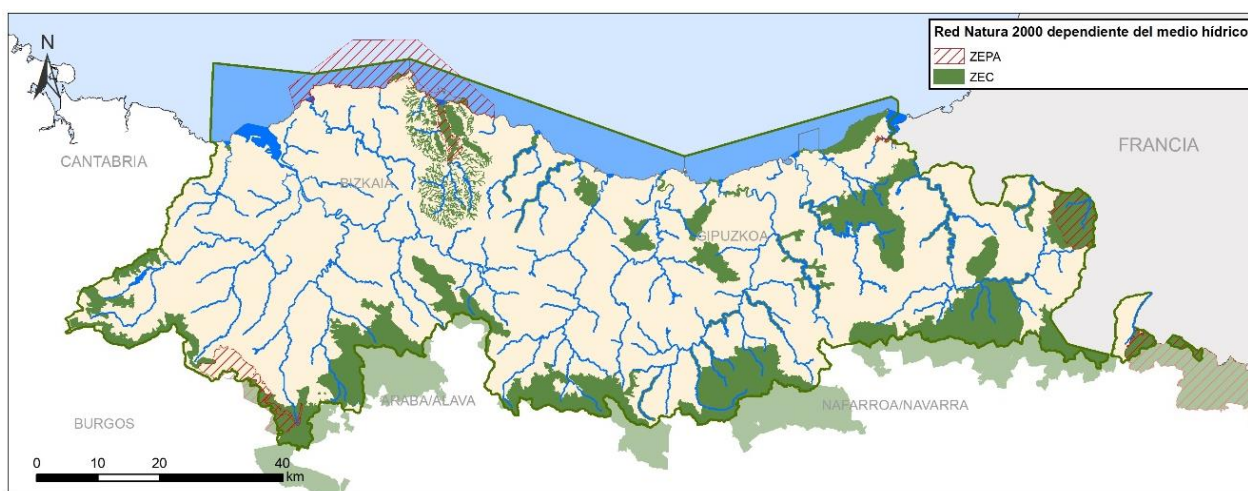 Red Natura 2000 dependiente del medio hídrico
ZEPA
ZEC
N
CANTABRIA
FRANCIA
BIZKAIA
GIPUZKOA
ARABA/ALAVA
NAFARROA/NAVARRA
BURGOS
0 10 20 40
km